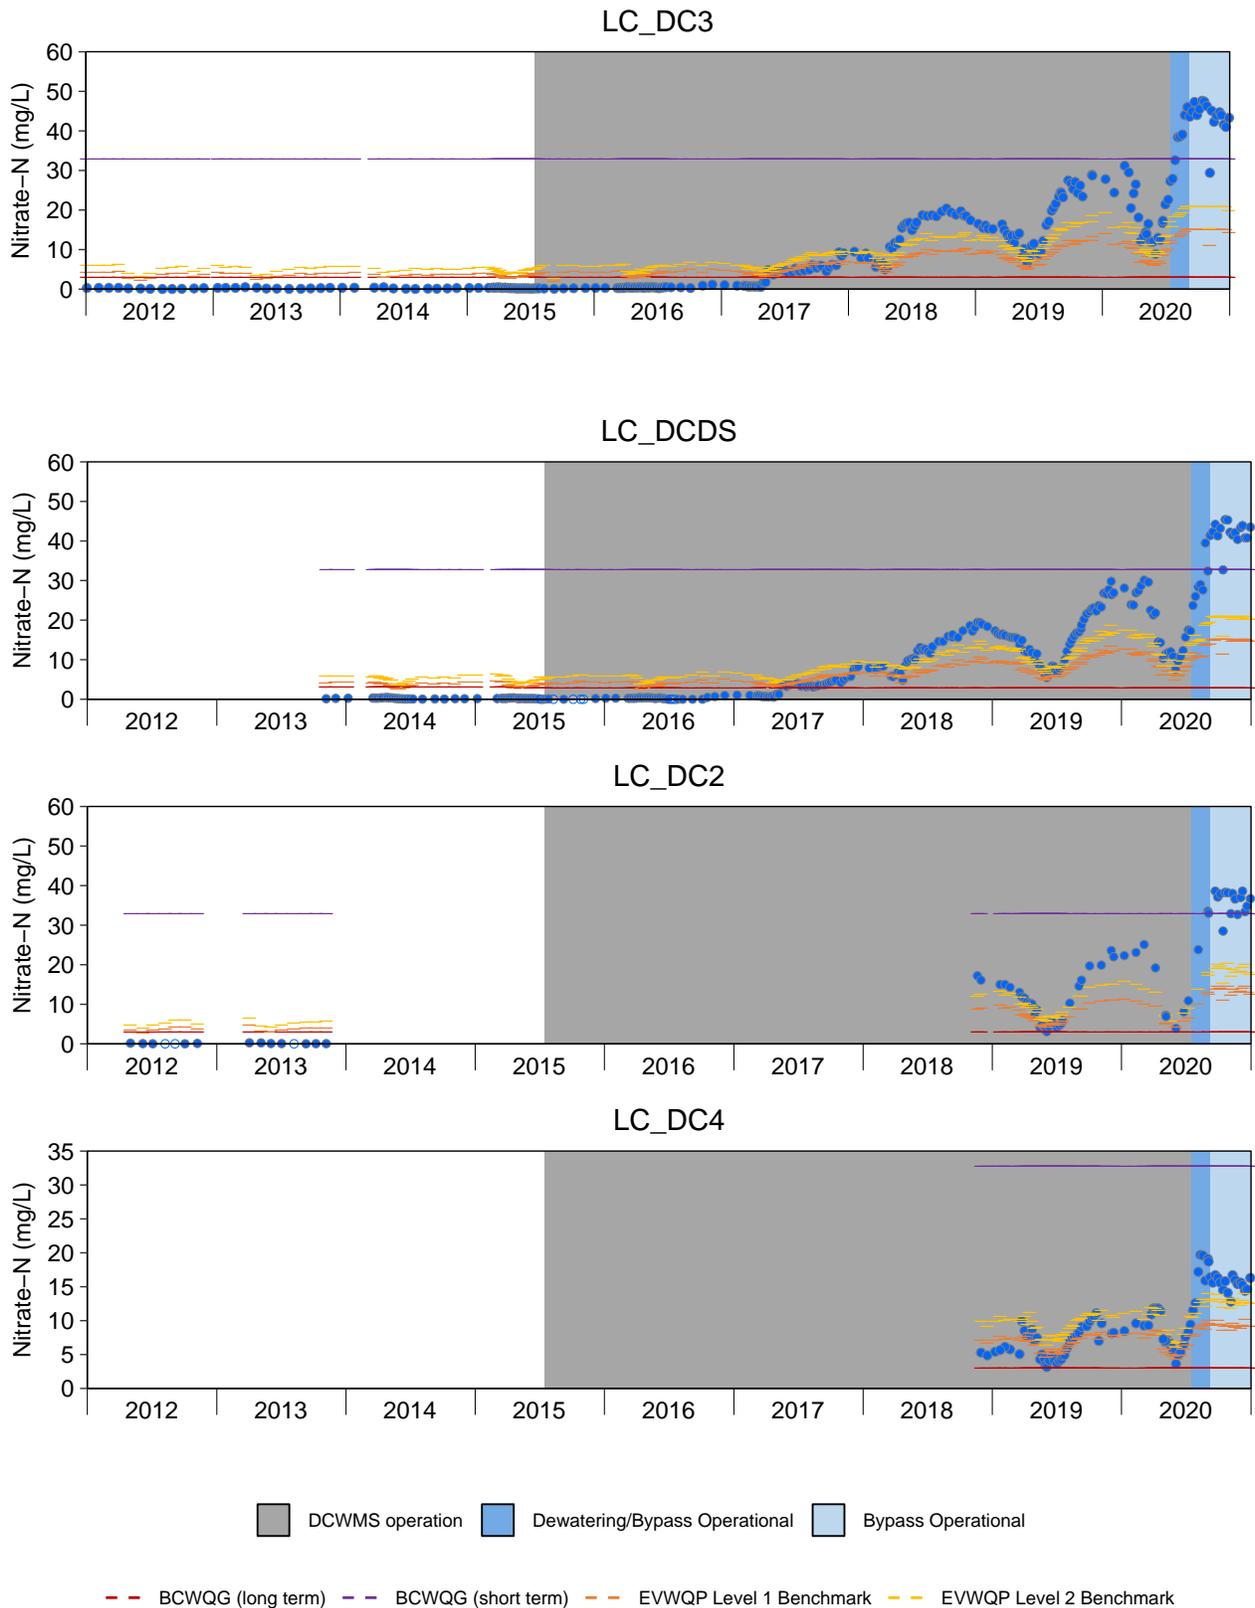 LC_DC3
Nitrate–N (mg/L)
60
50
40
30
20
10
0
2012 2013 2014 2015 2016 2017 2018 2019 2020
LC_DCDS
Nitrate–N (mg/L)
60
50
40
30
20
10
0
2012 2013 2014 2015 2016 2017 2018 2019 2020
LC_DC2
Nitrate–N (mg/L)
60
50
40
30
20
10
0
2012 2013 2014 2015 2016 2017 2018 2019 2020
LC_DC4
Nitrate–N (mg/L)
35
30
25
20
15
10
5
0
2012 2013 2014 2015 2016 2017 2018 2019 2020
DCWMS operation Dewatering/Bypass Operational Bypass Operational
BCWQG (long term) BCWQG (short term) EVWQP Level 1 Benchmark EVWQP Level 2 Benchmark